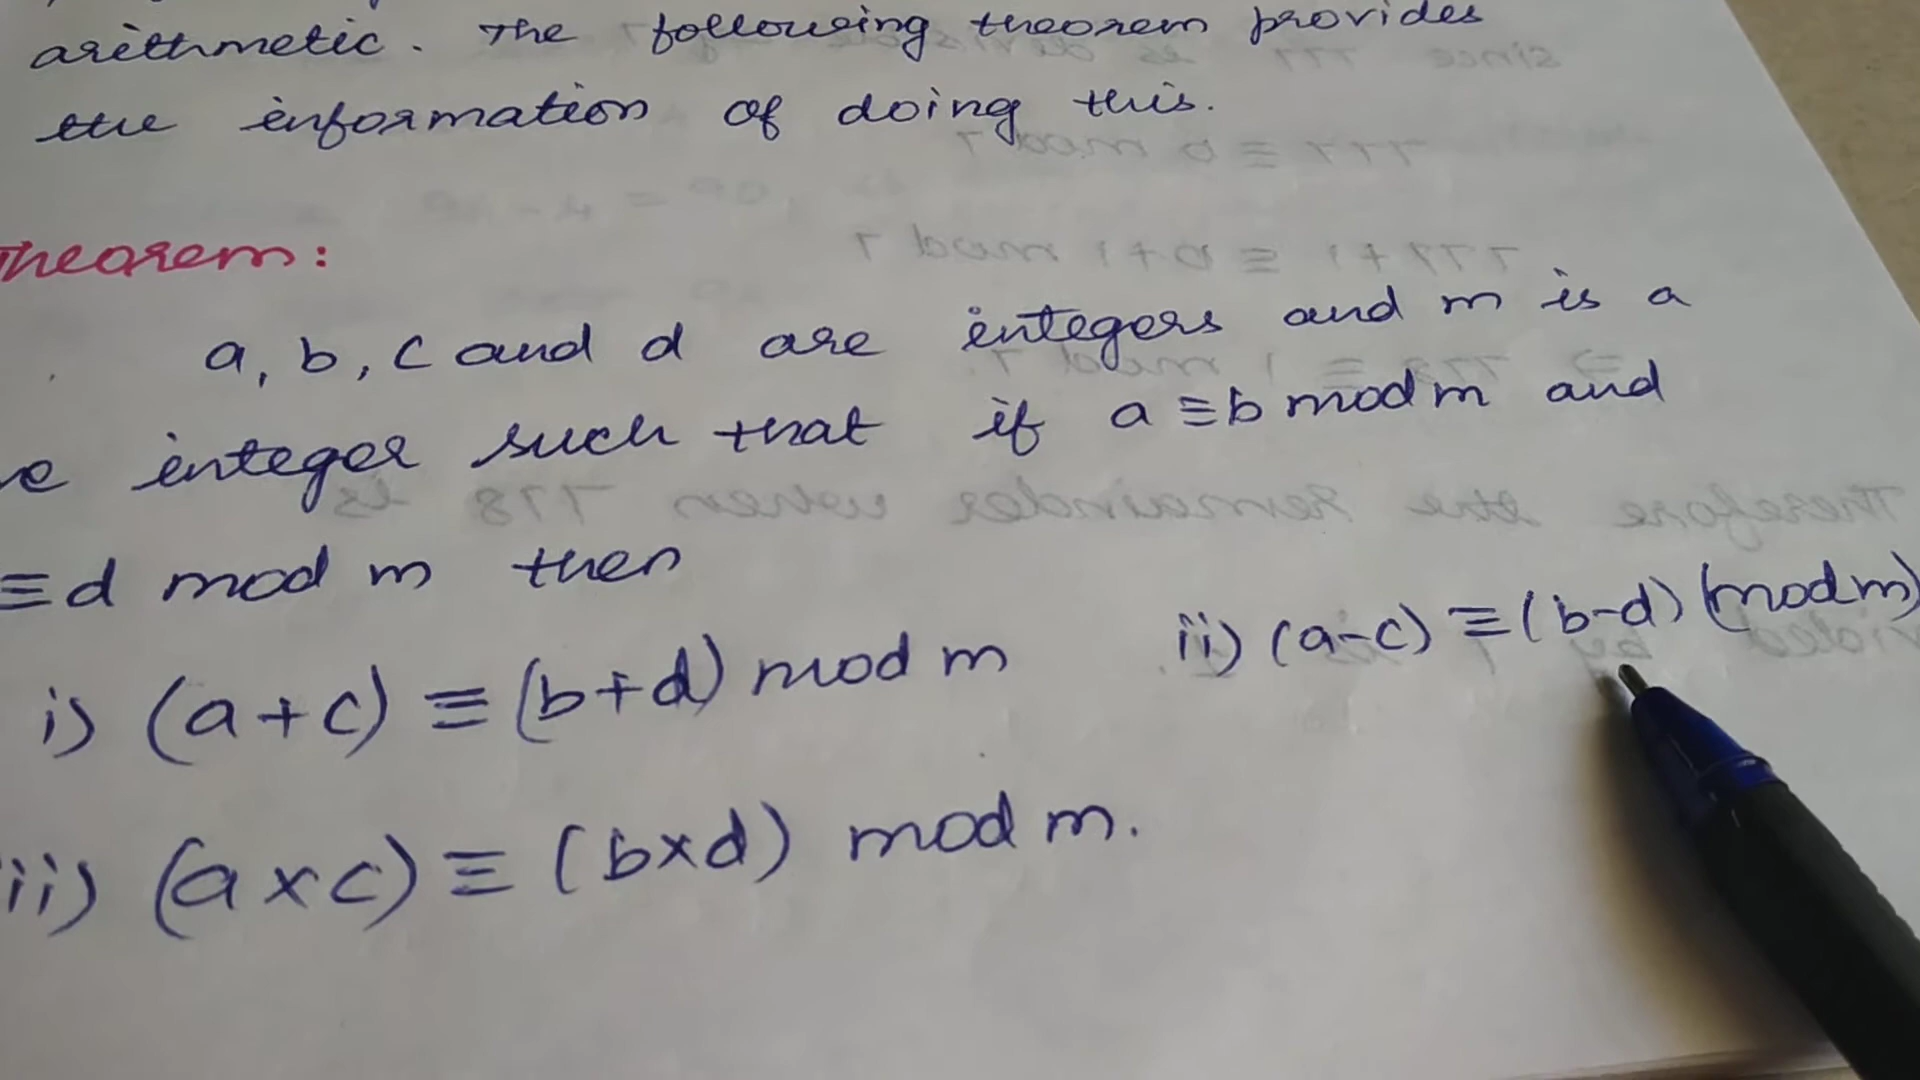 arithmetic. The following theorem provides
the information of doing this.
Theorem:
a, b, c and d are integers and m is a
ve integer such that if a ≡ b mod m and
≡ d mod m then
i) (a+c) ≡ (b+d) mod m
ii) (a-c) ≡ (b-d) (mod m)
ii) (a×c) ≡ (b×d) mod m.